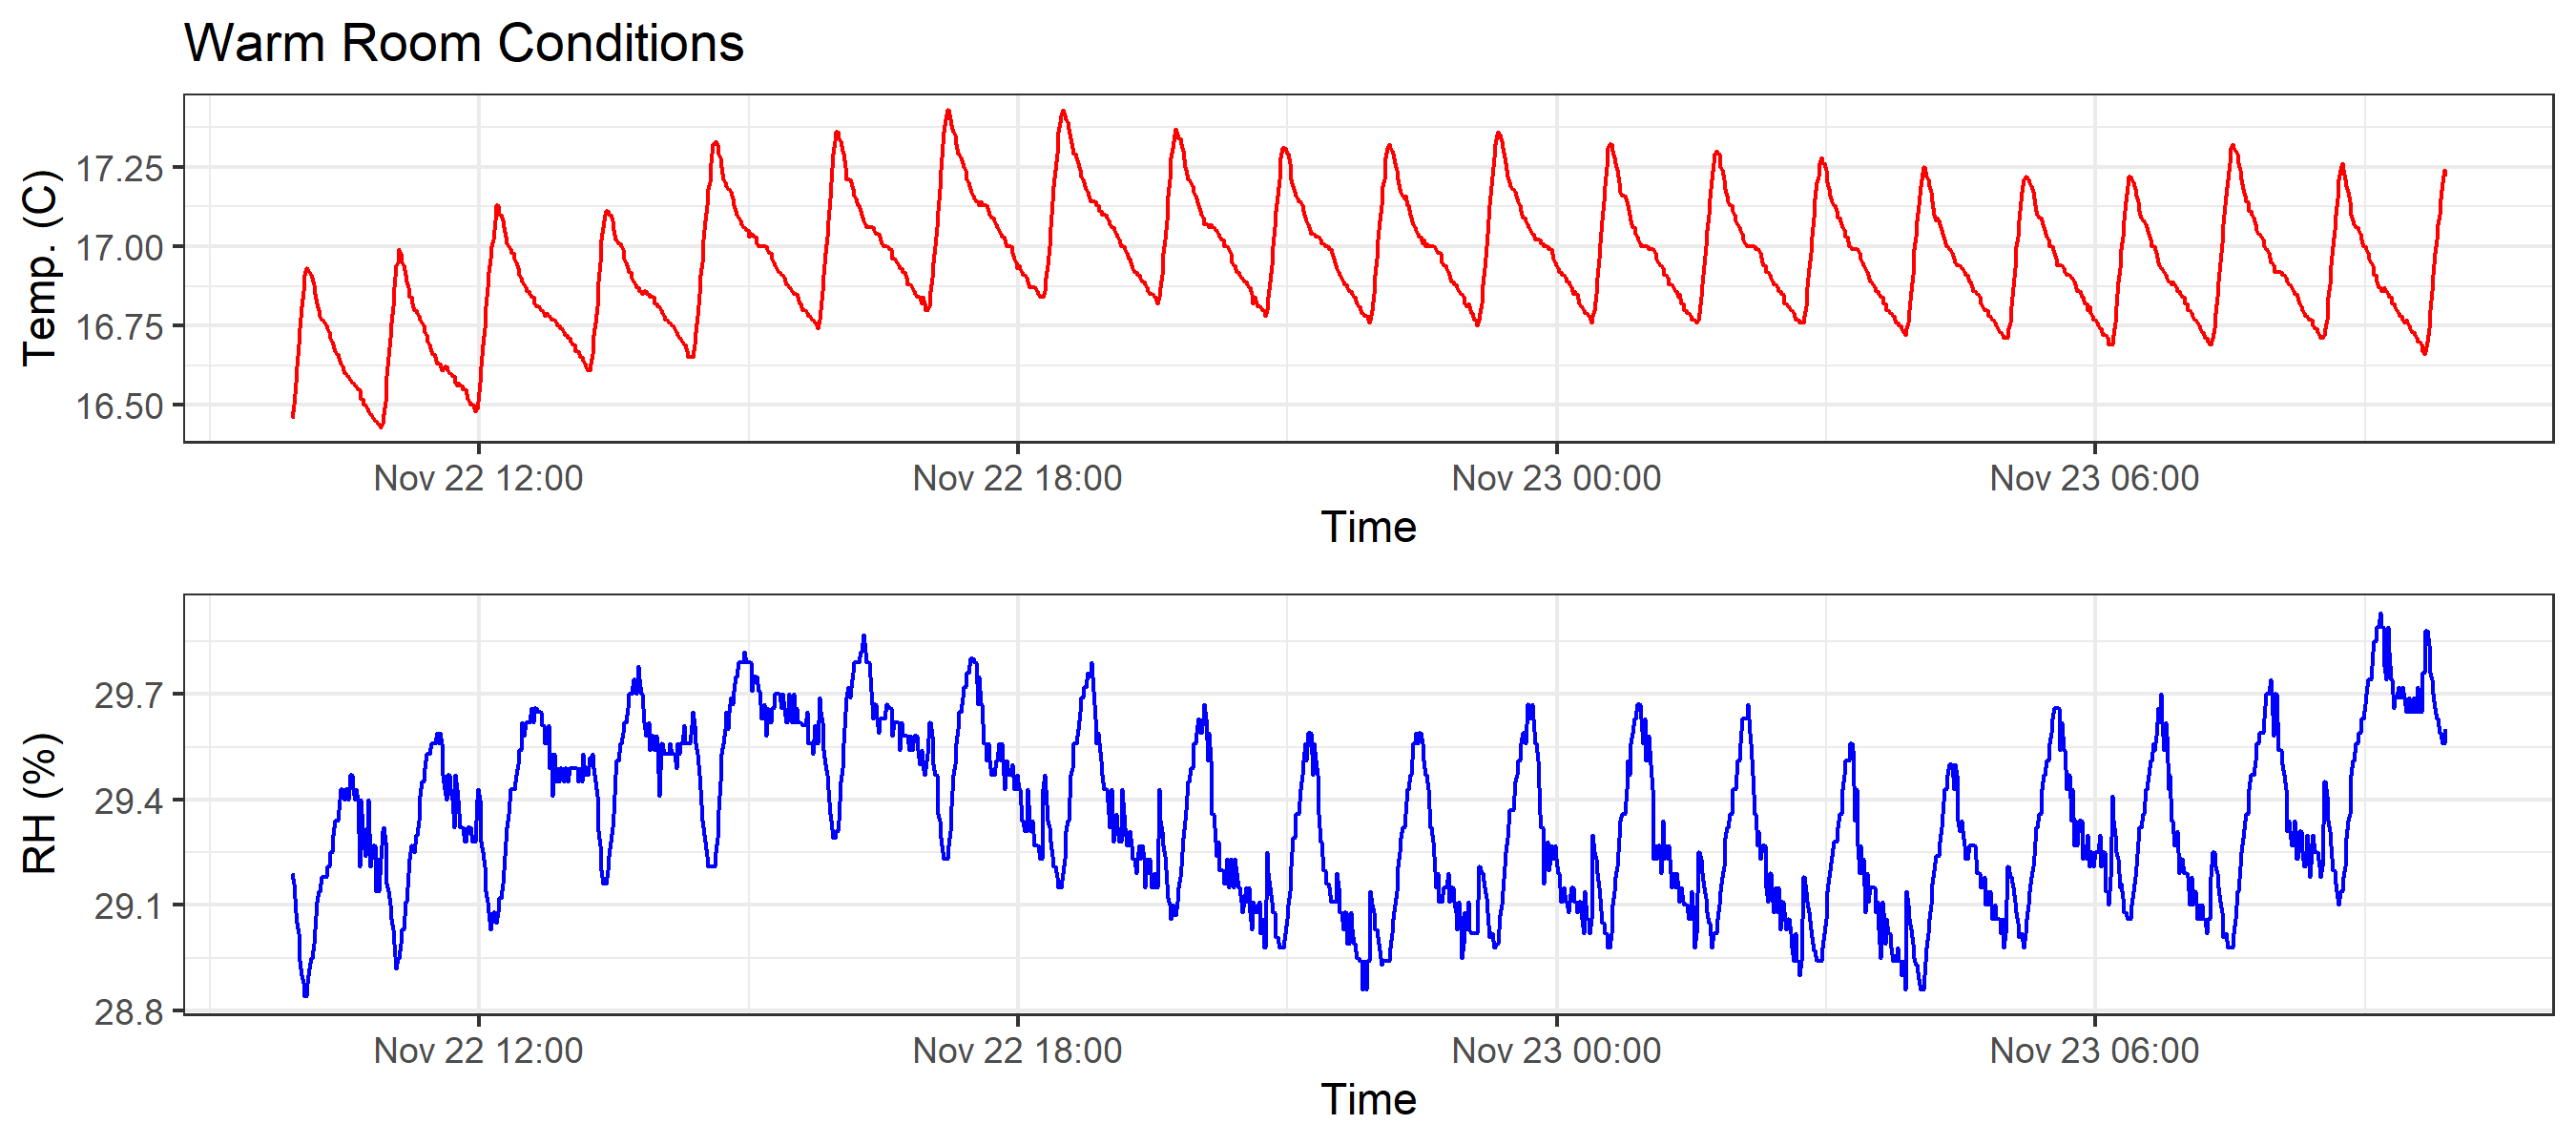 Warm Room Conditions
Temp. (C)
17.25
17.00
16.75
16.50
Nov 22 12:00 Nov 22 18:00 Nov 23 00:00 Nov 23 06:00
Time
RH (%)
29.7
29.4
29.1
28.8
Nov 22 12:00 Nov 22 18:00 Nov 23 00:00 Nov 23 06:00
Time